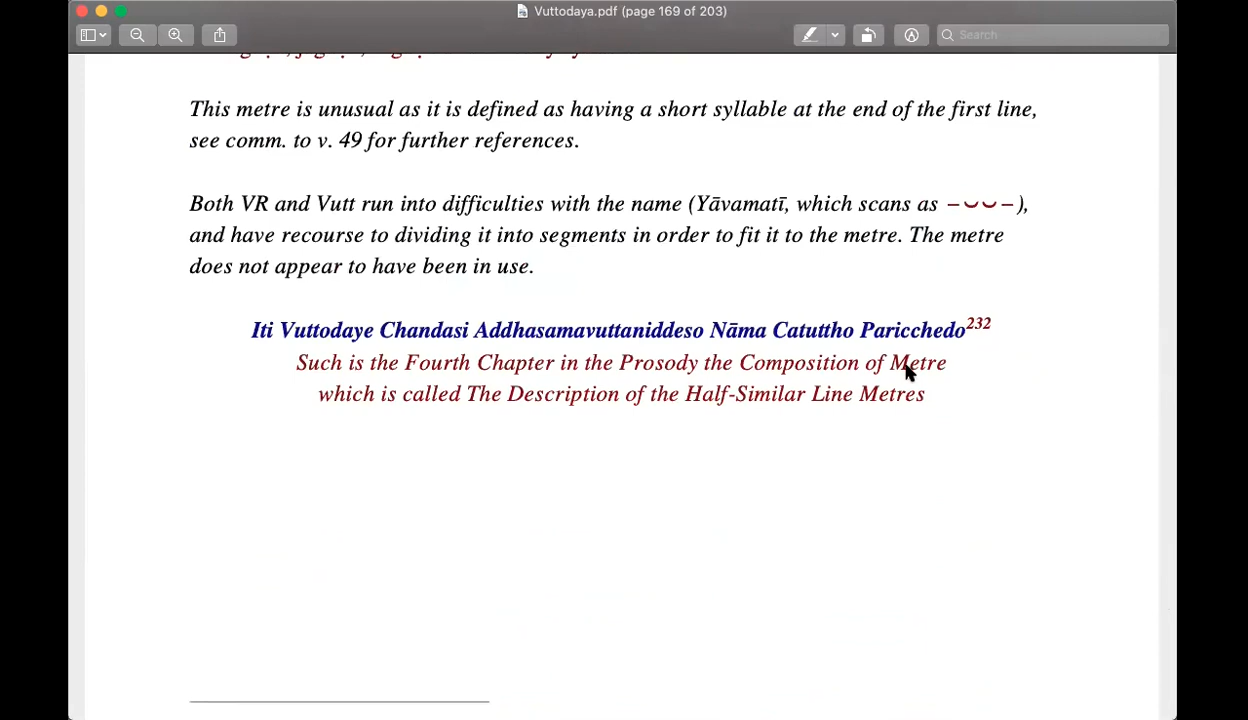 Vuttodaya.pdf (page 169 of 203)
Search
This metre is unusual as it is defined as having a short syllable at the end of the first line,
see comm. to v. 49 for further references.
Both VR and Vutt run into difficulties with the name (Yāvamatī, which scans as –⏑⏑–),
and have recourse to dividing it into segments in order to fit it to the metre. The metre
does not appear to have been in use.
Iti Vuttodaye Chandasi Addhasamavuttaniddeso Nāma Catuttho Paricchedo232
Such is the Fourth Chapter in the Prosody the Composition of Metre
which is called The Description of the Half-Similar Line Metres